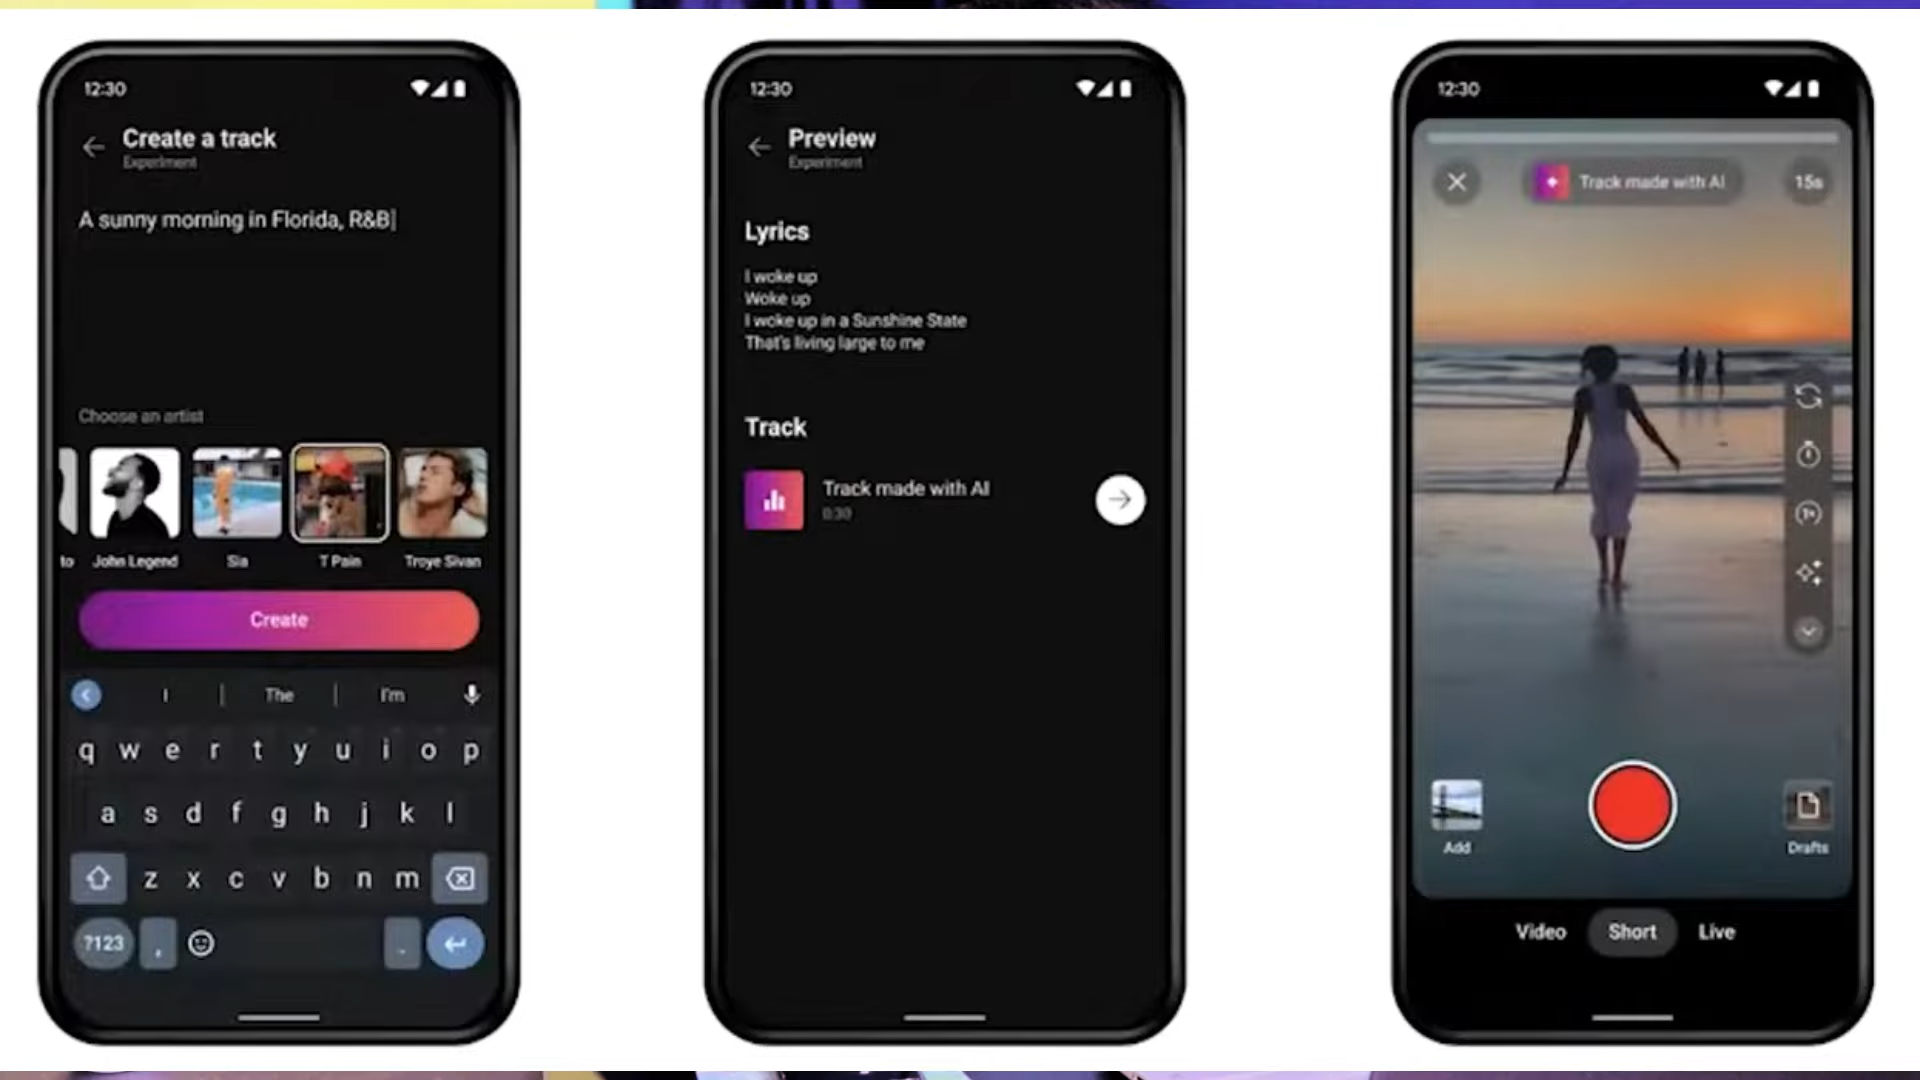 12:30
Create a track
Experiment
A sunny morning in Florida, R&B
Choose an artist
to
John Legend
Sia
T Pain
Troye Sivan
Create
I
The
I'm
q w e r t y u i o p
a s d f g h j k l
z x c v b n m
?123 , .
12:30
Preview
Experiment
Lyrics
I woke up
Woke up
I woke up in a Sunshine State
That's living large to me
Track
Track made with AI
0:30
12:30
Track made with AI
15s
1×
Add
Drafts
Video
Short
Live